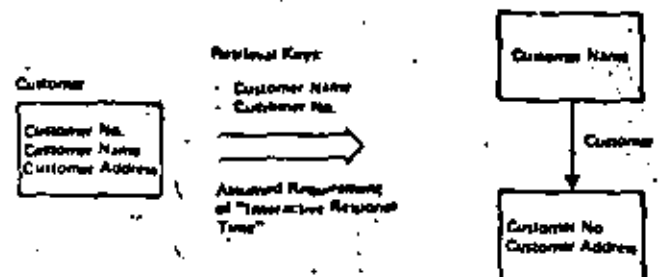 Customer
Customer No.
Customer Name
Customer Address
Retrieval Keys:
- Customer Name
- Customer No.
Assumed Requirement
of "Interactive Response
Time"
Customer Name
Customer
Customer No
Customer Address